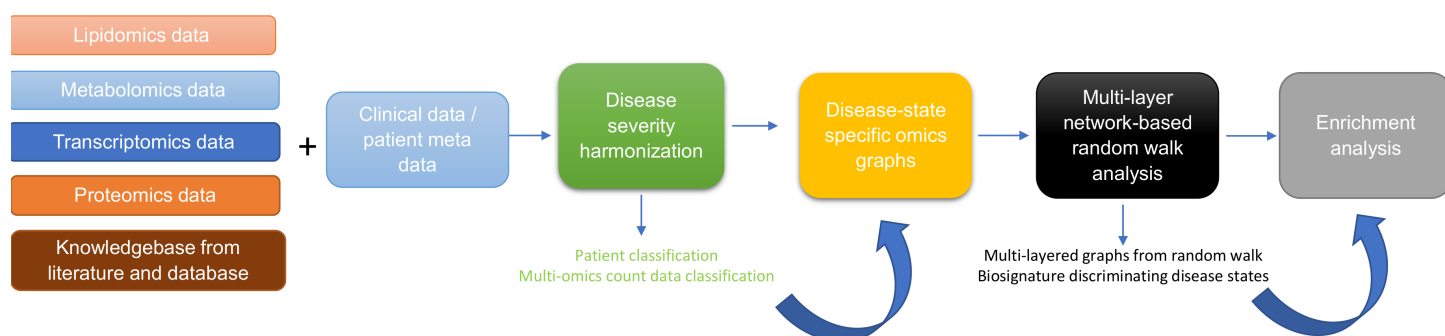 Lipidomics data
Metabolomics data
Transcriptomics data
Proteomics data
Knowledgebase from
literature and database
+
Clinical data /
patient meta
data
Disease
severity
harmonization
Patient classification
Multi-omics count data classification
Disease-state
specific omics
graphs
Multi-layer
network-based
random walk
analysis
Multi-layered graphs from random walk
Biosignature discriminating disease states
Enrichment
analysis